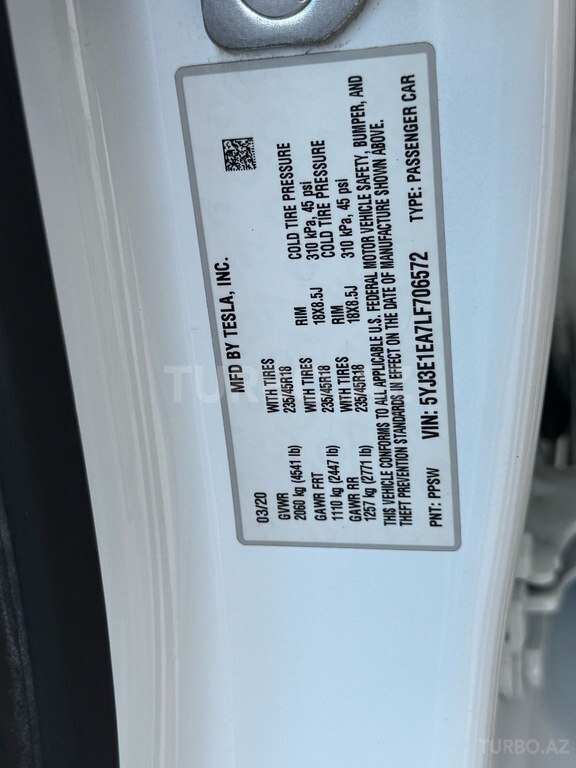 MFD BY TESLA, INC.
03/20
GVWR WITH TIRES RIM COLD TIRE PRESSURE
2060 kg (4541 lb) 235/45R18 18X8.5J 310 kPa, 45 psi
GAWR FRT WITH TIRES RIM COLD TIRE PRESSURE
1110 kg (2447 lb) 235/45R18 18X8.5J 310 kPa, 45 psi
GAWR RR WITH TIRES
1257 kg (2771 lb) 235/45R18
THIS VEHICLE CONFORMS TO ALL APPLICABLE U.S. FEDERAL MOTOR VEHICLE SAFETY, BUMPER, AND
THEFT PREVENTION STANDARDS IN EFFECT ON THE DATE OF MANUFACTURE SHOWN ABOVE.
PNT: PPSW VIN: 5YJ3E1EA7LF706572 TYPE: PASSENGER CAR
TURBO.AZ
TURBO.AZ